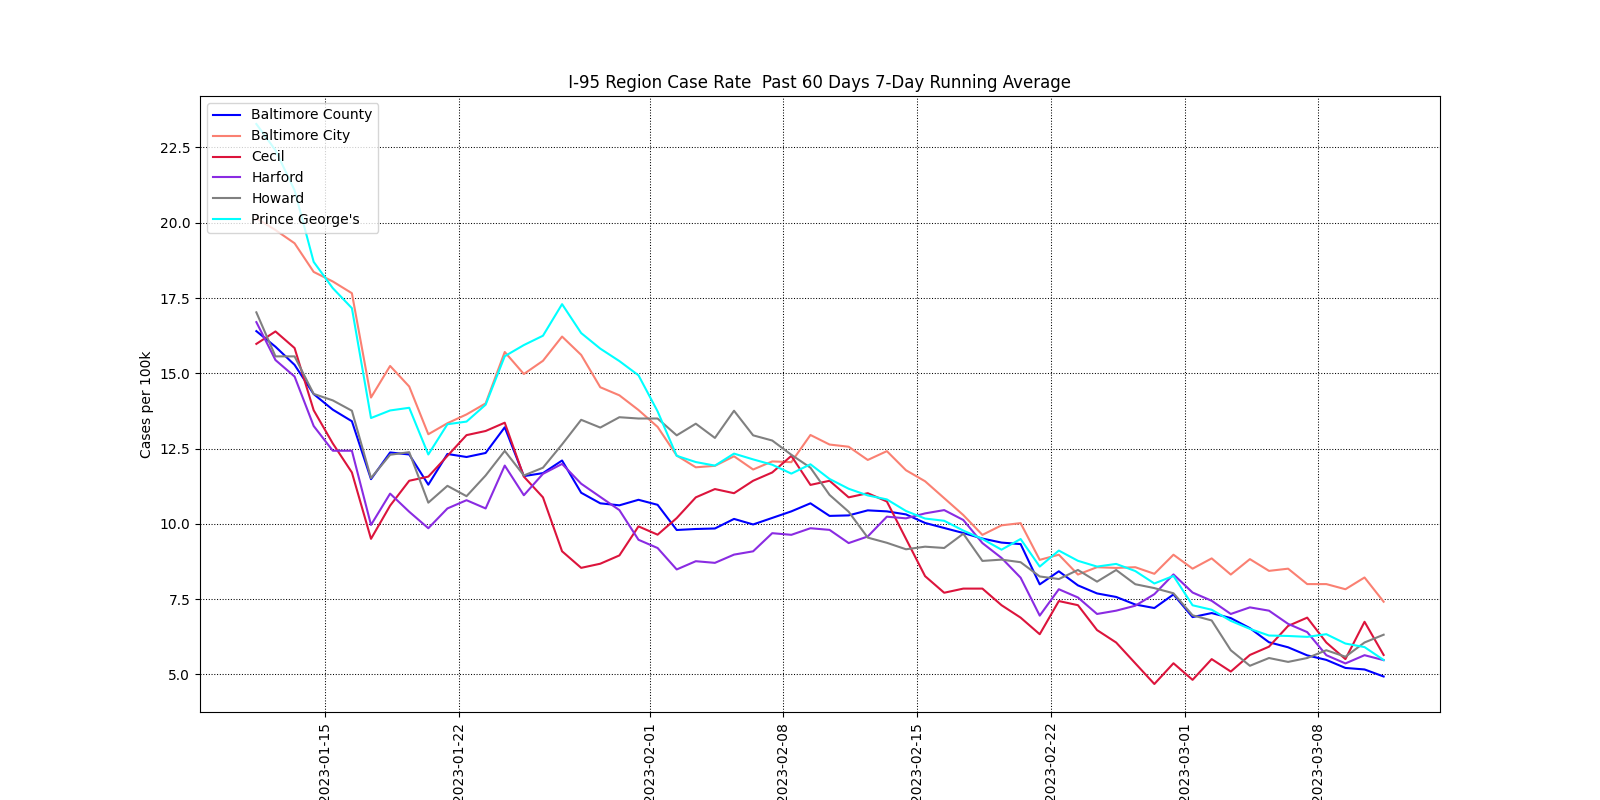 I-95 Region Case Rate  Past 60 Days 7-Day Running Average
Baltimore County
Baltimore City
Cecil
Harford
Howard
Prince George's
Cases per 100k
22.5
20.0
17.5
15.0
12.5
10.0
7.5
5.0
2023-01-15
2023-01-22
2023-02-01
2023-02-08
2023-02-15
2023-02-22
2023-03-01
2023-03-08